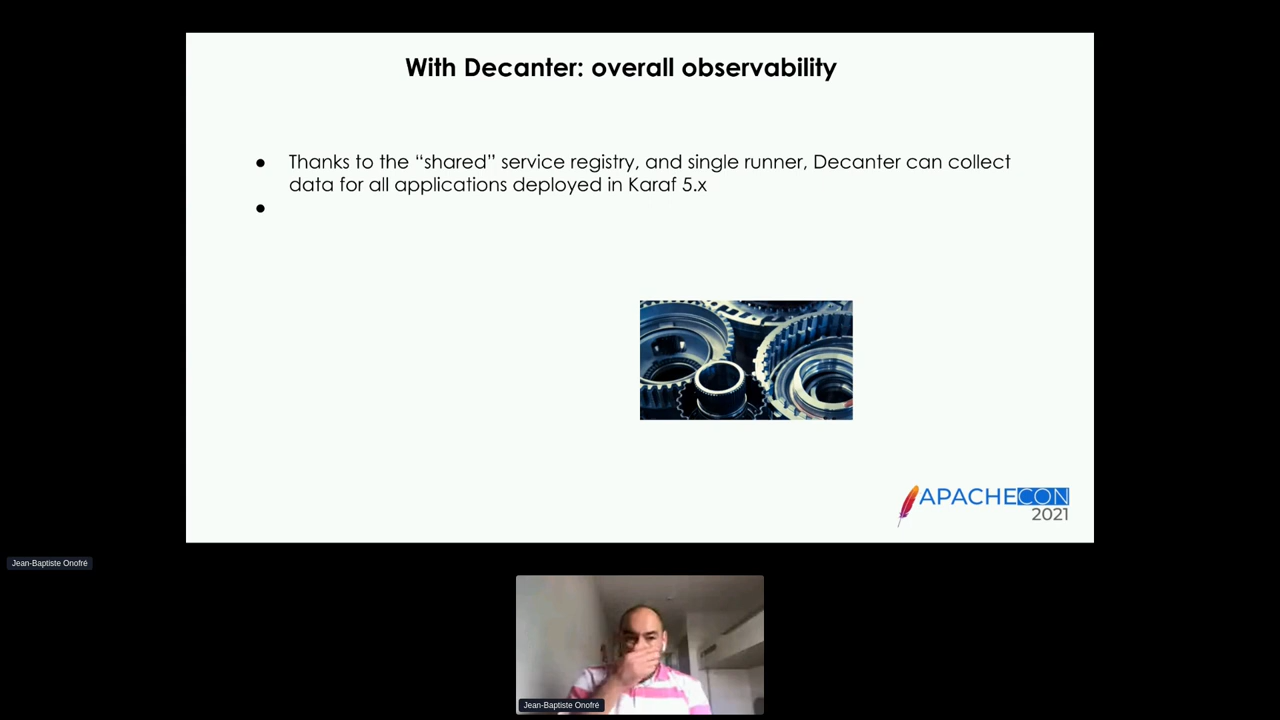 With Decanter: overall observability
● Thanks to the “shared” service registry, and single runner, Decanter can collect
data for all applications deployed in Karaf 5.x
●
APACHECON
2021
Jean-Baptiste Onofré
Jean-Baptiste Onofré